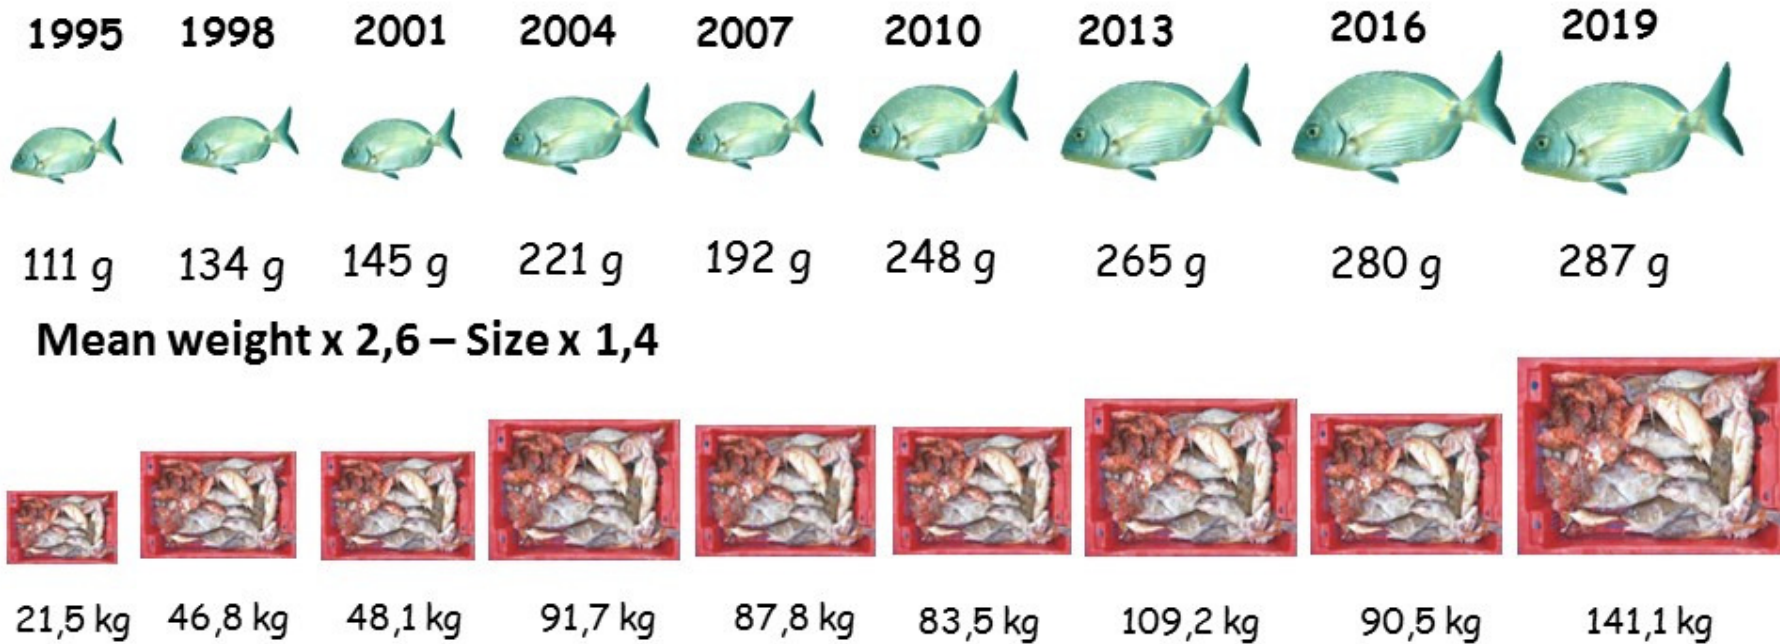 1995 1998 2001 2004 2007 2010 2013 2016 2019
111 g 134 g 145 g 221 g 192 g 248 g 265 g 280 g 287 g
Mean weight x 2,6 – Size x 1,4
21,5 kg 46,8 kg 48,1 kg 91,7 kg 87,8 kg 83,5 kg 109,2 kg 90,5 kg 141,1 kg